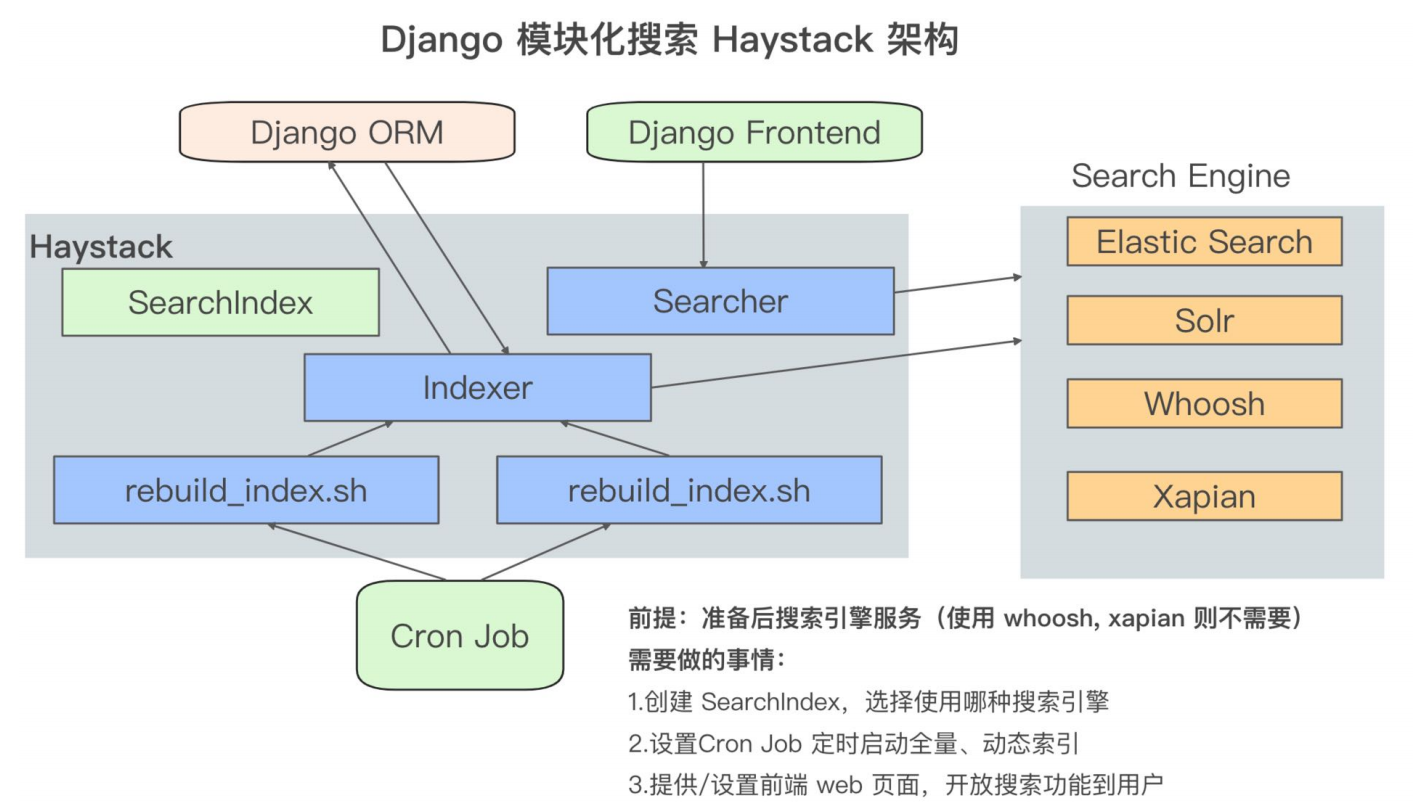 Django 模块化搜索 Haystack 架构
Django ORM
Django Frontend
Search Engine
Haystack
SearchIndex
Searcher
Indexer
rebuild_index.sh
rebuild_index.sh
Cron Job
Elastic Search
Solr
Whoosh
Xapian
前提：准备后搜索引擎服务（使用 whoosh, xapian 则不需要）
需要做的事情：
1.创建 SearchIndex，选择使用哪种搜索引擎
2.设置Cron Job 定时启动全量、动态索引
3.提供/设置前端 web 页面，开放搜索功能到用户